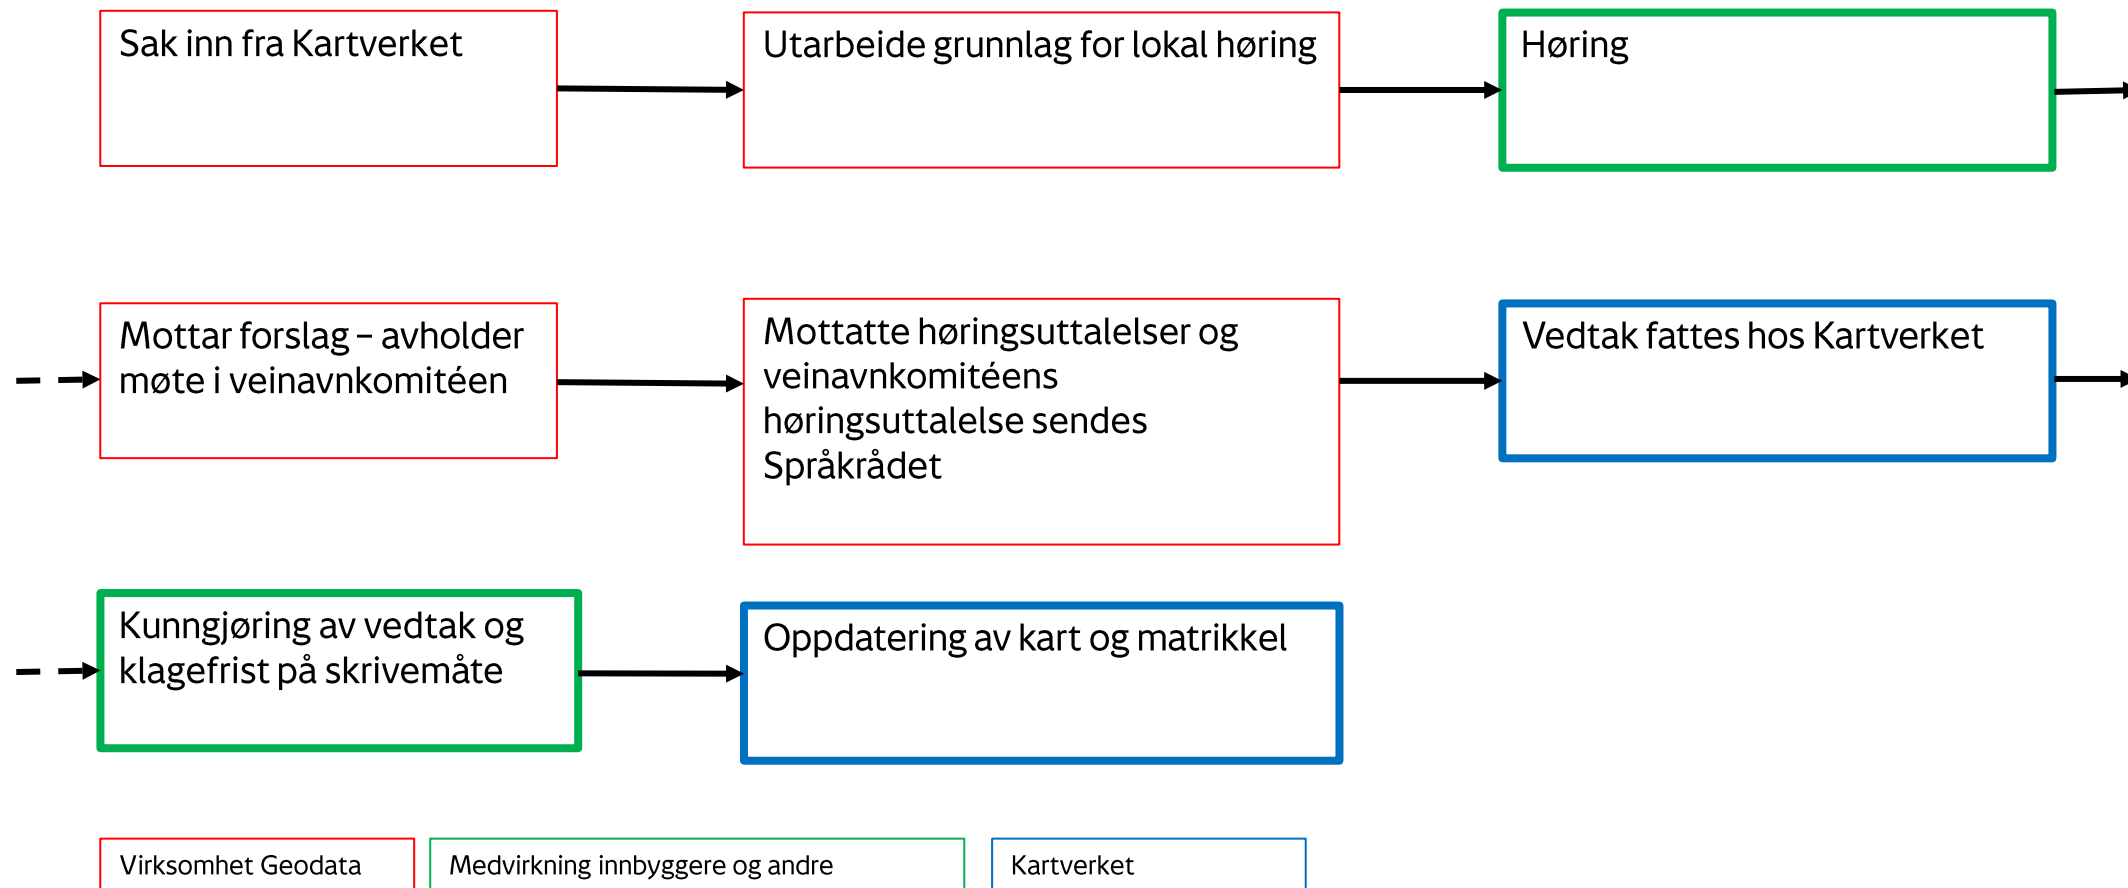 Sak inn fra Kartverket
Utarbeide grunnlag for lokal høring
Høring
Mottar forslag – avholder
møte i veinavnkomitéen
Mottatte høringsuttalelser og
veinavnkomitéens
høringsuttalelse sendes
Språkrådet
Vedtak fattes hos Kartverket
Kunngjøring av vedtak og
klagefrist på skrivemåte
Oppdatering av kart og matrikkel
Virksomhet Geodata
Medvirkning innbyggere og andre
Kartverket